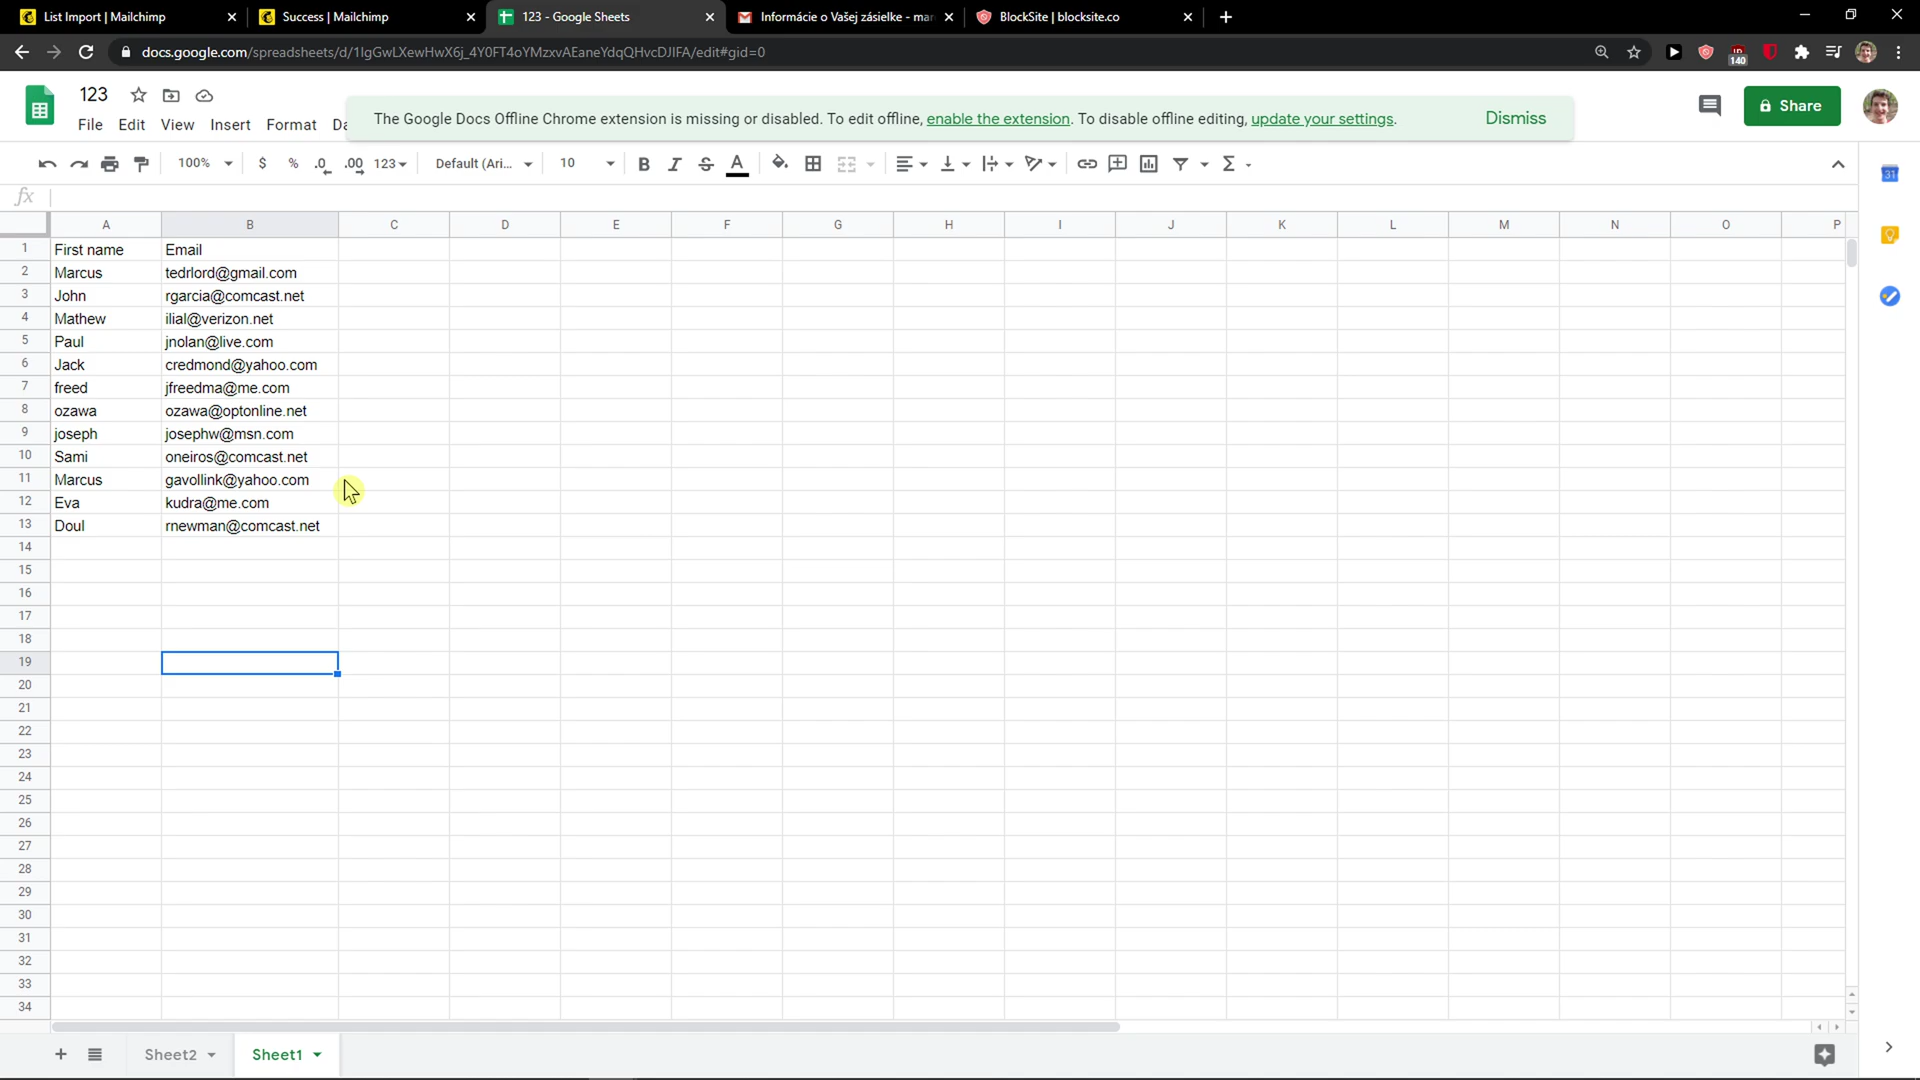 List Import | Mailchimp
Success | Mailchimp
123 - Google Sheets
Informácie o Vašej zásielke - mar
BlockSite | blocksite.co
docs.google.com/spreadsheets/d/1IgGwLXewHwX6j_4Y0FT4oYMzxvAEaneYdqQHvcDJIFA/edit#gid=0
140
123
File Edit View Insert Format Da
The Google Docs Offline Chrome extension is missing or disabled. To edit offline, enable the extension. To disable offline editing, update your settings.
Dismiss
Share
100% $ % .0 .00 123 Default (Ari... 10 B I S A Σ
31
fx
A B C D E F G H I J K L M N O P
1 First name Email
2 Marcus tedrlord@gmail.com
3 John rgarcia@comcast.net
4 Mathew ilial@verizon.net
5 Paul jnolan@live.com
6 Jack credmond@yahoo.com
7 freed jfreedma@me.com
8 ozawa ozawa@optonline.net
9 joseph josephw@msn.com
10 Sami oneiros@comcast.net
11 Marcus gavollink@yahoo.com
12 Eva kudra@me.com
13 Doul rnewman@comcast.net
14
15
16
17
18
19
20
21
22
23
24
25
26
27
28
29
30
31
32
33
34
Sheet2 Sheet1